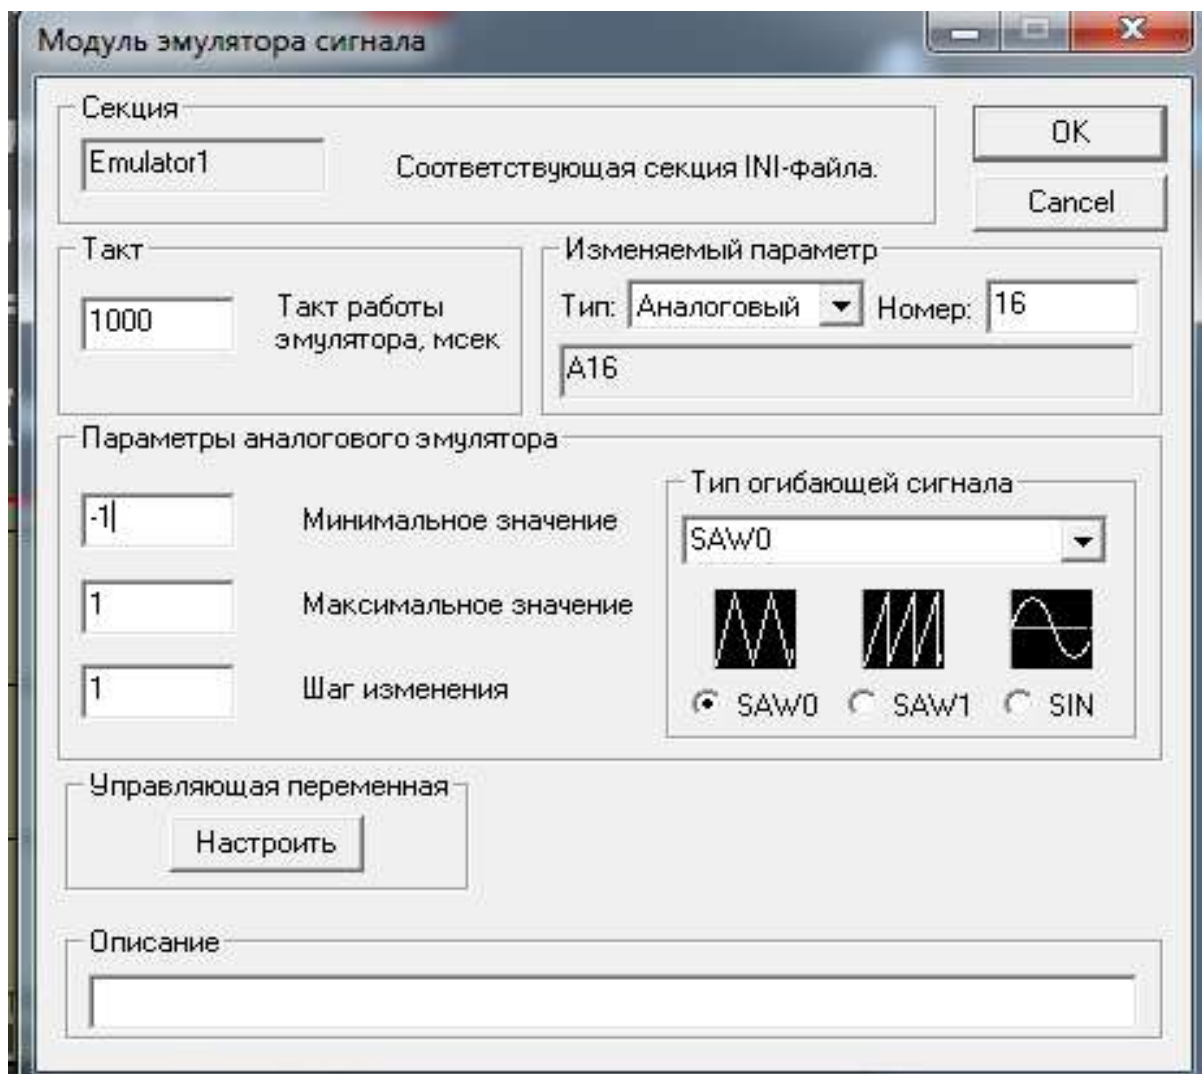 Модуль эмулятора сигнала
Секция
Emulator1
Соответствующая секция INI-файла.
OK
Cancel
Такт
1000
Такт работы
эмулятора, мсек
Изменяемый параметр
Тип:
Аналоговый
Номер:
16
A16
Параметры аналогового эмулятора
-1
Минимальное значение
1
Максимальное значение
1
Шаг изменения
Тип огибающей сигнала
SAW0
SAW0
SAW1
SIN
Управляющая переменная
Настроить
Описание